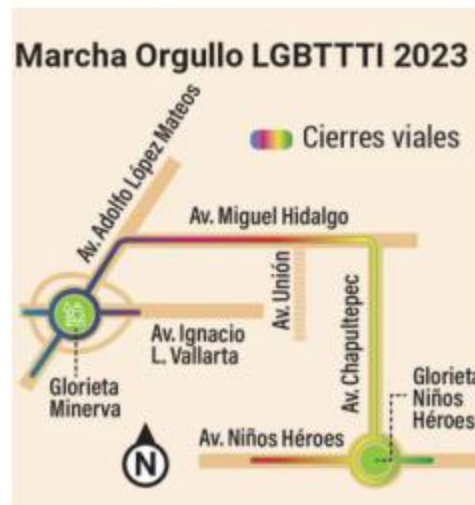 Marcha Orgullo LGBTTTI 2023
Cierres viales
Av. Adolfo López Mateos
Av. Miguel Hidalgo
Av. Unión
Av. Ignacio
L. Vallarta
Av. Chapultepec
Glorieta
Minerva
Glorieta
Niños
Héroes
Av. Niños Héroes
N